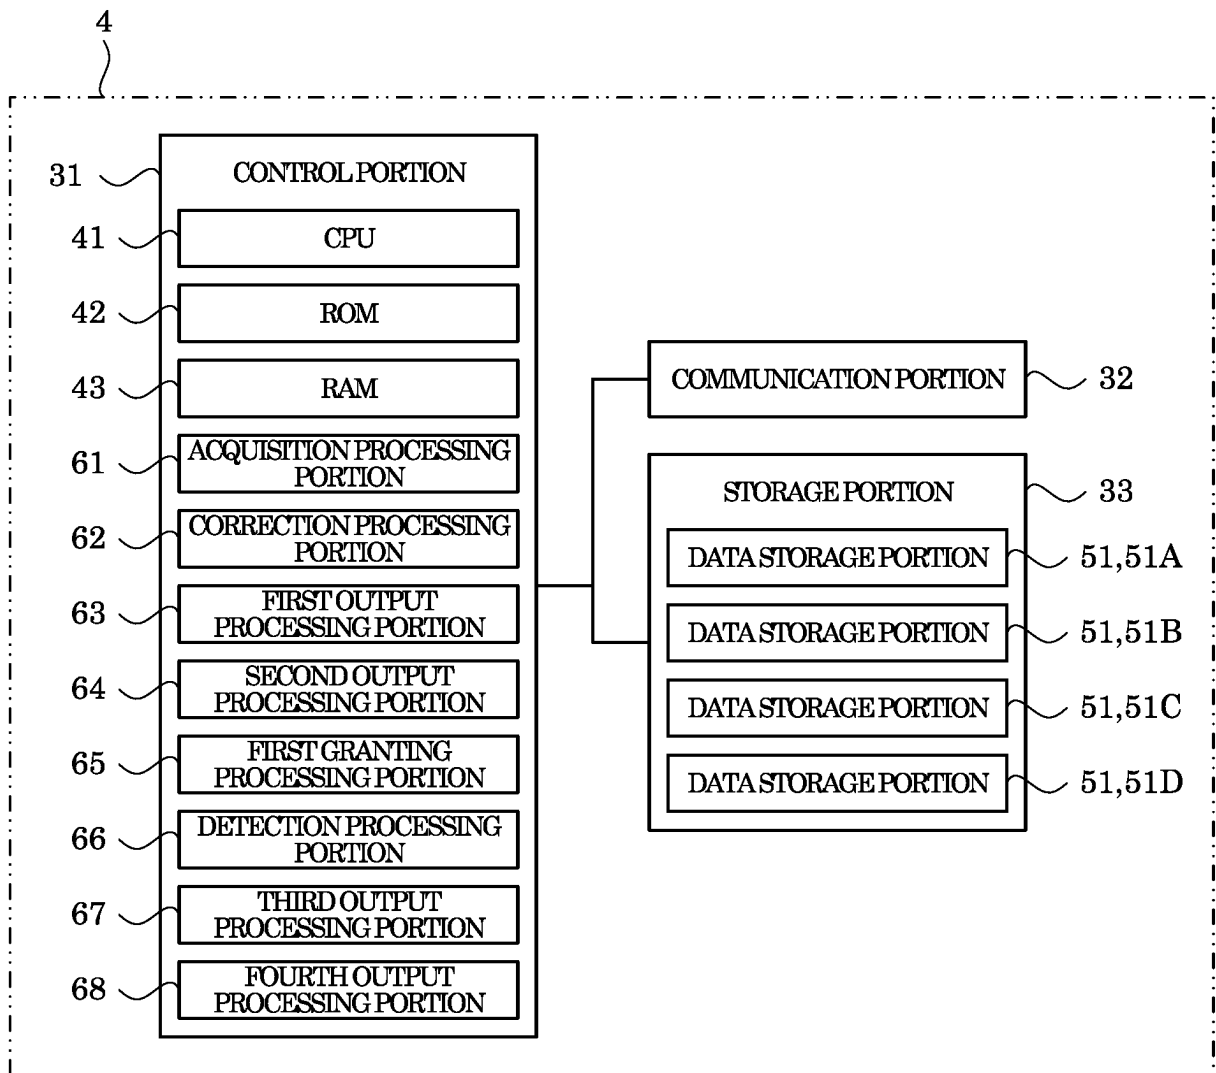 4
31
CONTROL PORTION
41
CPU
42
ROM
43
RAM
61
ACQUISITION PROCESSING
PORTION
62
CORRECTION PROCESSING
PORTION
63
FIRST OUTPUT
PROCESSING PORTION
64
SECOND OUTPUT
PROCESSING PORTION
65
FIRST GRANTING
PROCESSING PORTION
66
DETECTION PROCESSING
PORTION
67
THIRD OUTPUT
PROCESSING PORTION
68
FOURTH OUTPUT
PROCESSING PORTION
COMMUNICATION PORTION
32
STORAGE PORTION
33
DATA STORAGE PORTION
51,51A
DATA STORAGE PORTION
51,51B
DATA STORAGE PORTION
51,51C
DATA STORAGE PORTION
51,51D